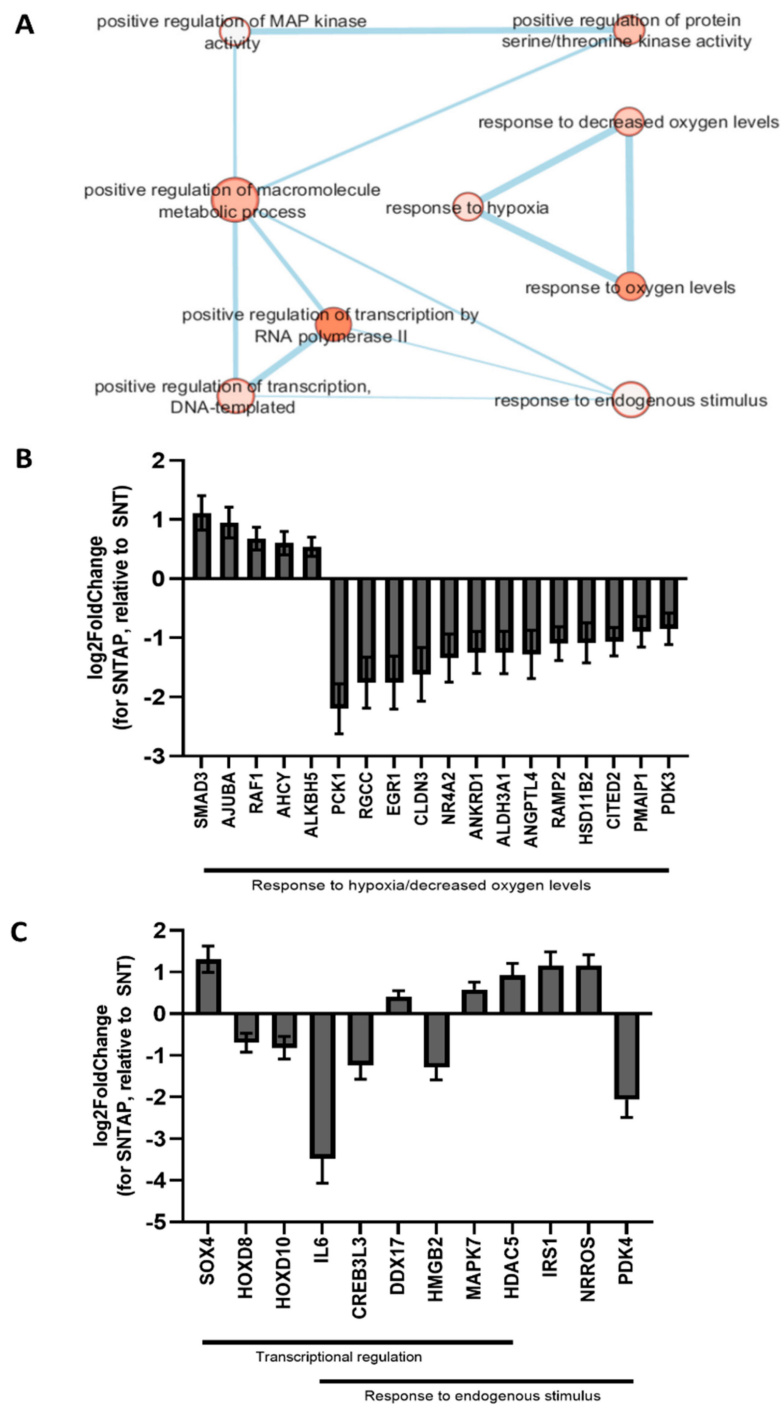 A
positive regulation of MAP kinase
activity
positive regulation of protein
serine/threonine kinase activity
response to decreased oxygen levels
positive regulation of macromolecule
metabolic process
response to hypoxia
response to oxygen levels
positive regulation of transcription by
RNA polymerase II
positive regulation of transcription,
DNA-templated
response to endogenous stimulus
B
log2FoldChange
(for SNTAP, relative to SNT)
2
1
0
-1
-2
-3
SMAD3
AJUBA
RAF1
AHCY
ALKBH5
PCK1
RGCC
EGR1
CLDN3
NR4A2
ANKRD1
ALDH3A1
ANGPTL4
RAMP2
HSD11B2
CITED2
PMAIP1
PDK3
Response to hypoxia/decreased oxygen levels
C
log2FoldChange
(for SNTAP, relative to SNT)
2
1
0
-1
-2
-3
-4
-5
SOX4
HOXD8
HOXD10
IL6
CREB3L3
DDX17
HMGB2
MAPK7
HDAC5
IRS1
NRROS
PDK4
Transcriptional regulation
Response to endogenous stimulus